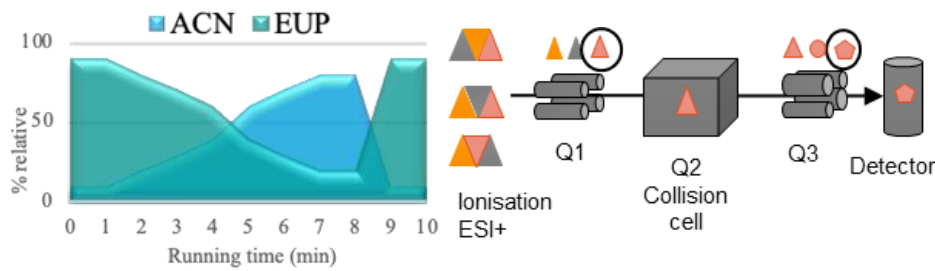 ACN EUP
100
50
0
% relative
0 1 2 3 4 5 6 7 8 9 10
Running time (min)
Ionisation
ESI+
Q1
Q2
Collision
cell
Q3
Detector